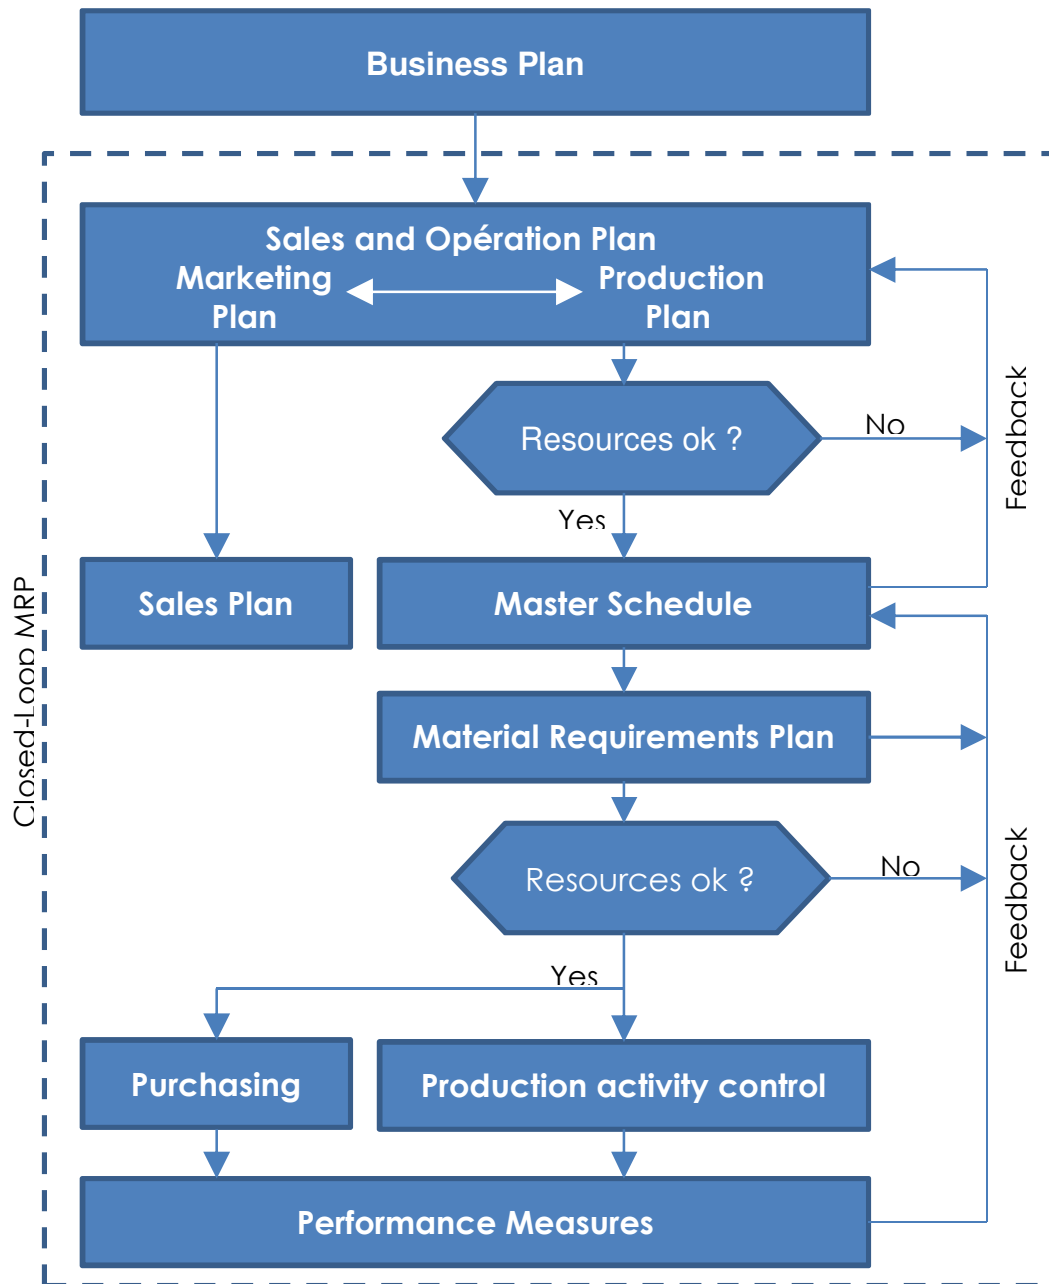 Business Plan
Sales and Opération Plan
Marketing
Plan
Production
Plan
Resources ok ?
No
Feedback
Yes
Sales Plan
Master Schedule
Closed-Loop MRP
Material Requirements Plan
Resources ok ?
No
Feedback
Yes
Purchasing
Production activity control
Performance Measures